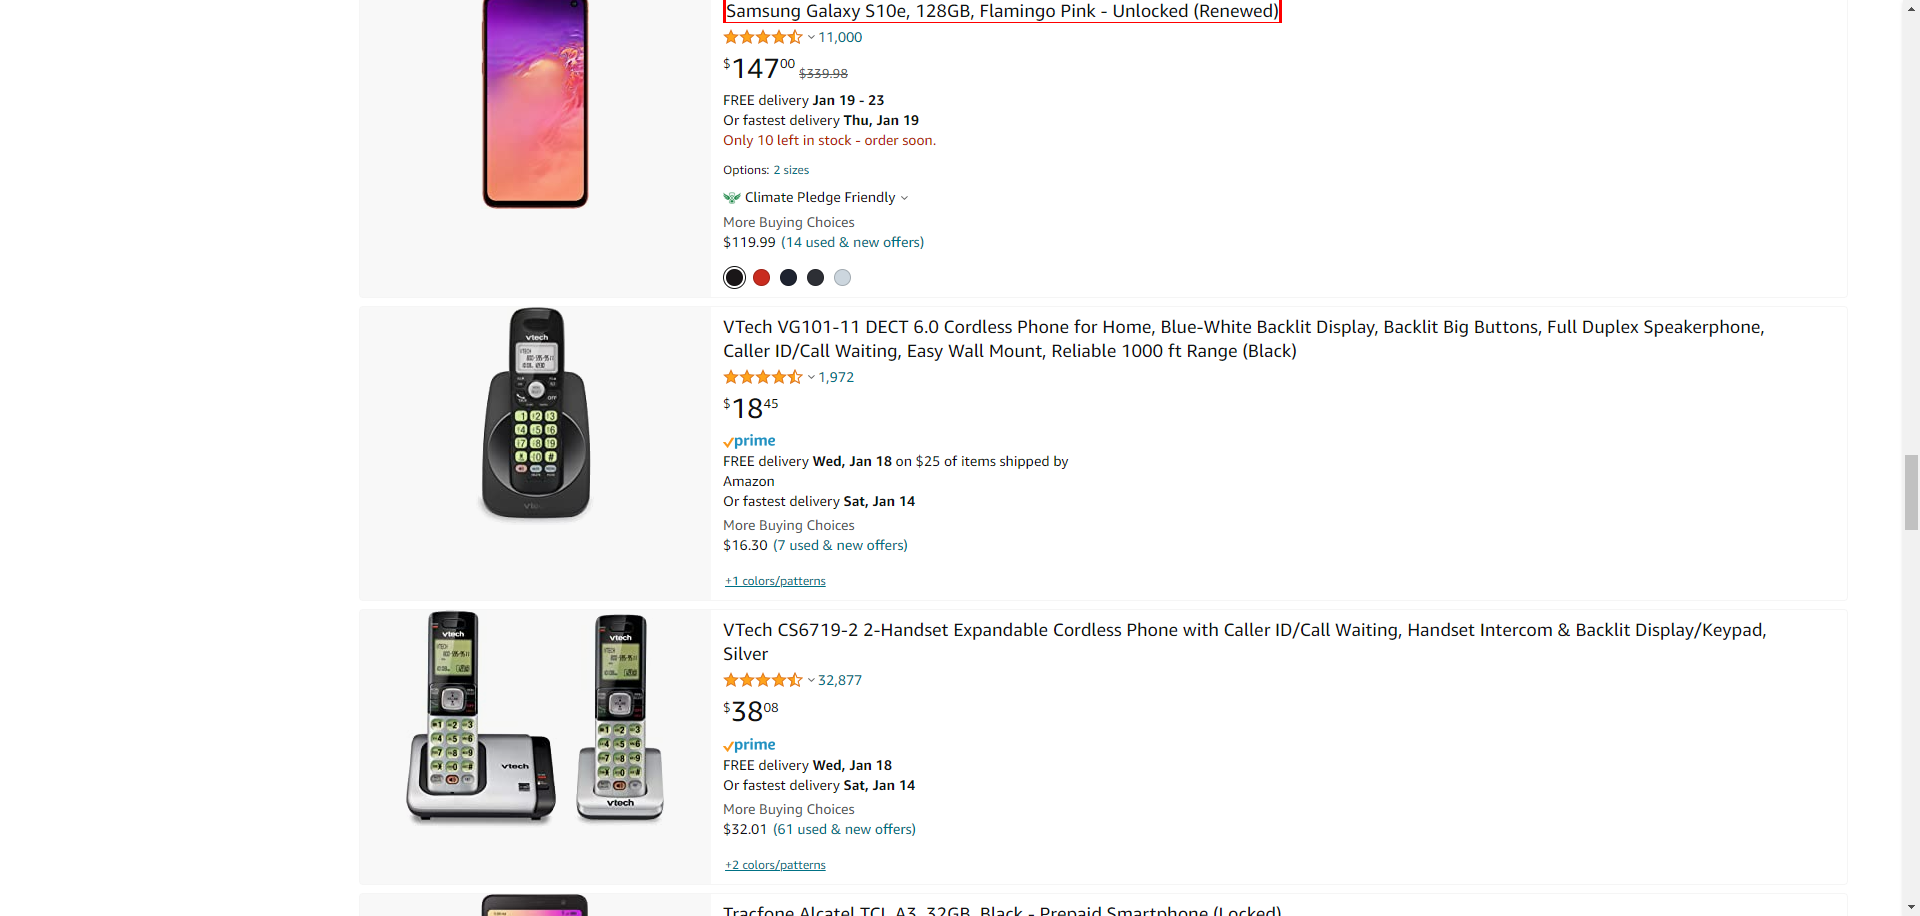 Samsung Galaxy S10e, 128GB, Flamingo Pink - Unlocked (Renewed)
11,000
$147 00 $339.98
FREE delivery Jan 19 - 23
Or fastest delivery Thu, Jan 19
Only 10 left in stock - order soon.
Options: 2 sizes
Climate Pledge Friendly
More Buying Choices
$119.99 (14 used & new offers)
vtech
VTech VG101-11 DECT 6.0 Cordless Phone for Home, Blue-White Backlit Display, Backlit Big Buttons, Full Duplex Speakerphone,
Caller ID/Call Waiting, Easy Wall Mount, Reliable 1000 ft Range (Black)
1,972
$18 45
prime
FREE delivery Wed, Jan 18 on $25 of items shipped by
Amazon
Or fastest delivery Sat, Jan 14
More Buying Choices
$16.30 (7 used & new offers)
+1 colors/patterns
vtech
vtech
vtech
vtech
VTech CS6719-2 2-Handset Expandable Cordless Phone with Caller ID/Call Waiting, Handset Intercom & Backlit Display/Keypad,
Silver
32,877
$38 08
prime
FREE delivery Wed, Jan 18
Or fastest delivery Sat, Jan 14
More Buying Choices
$32.01 (61 used & new offers)
+2 colors/patterns
Tracfone Alcatel TCL A3, 32GB, Black - Prepaid Smartphone (Locked)